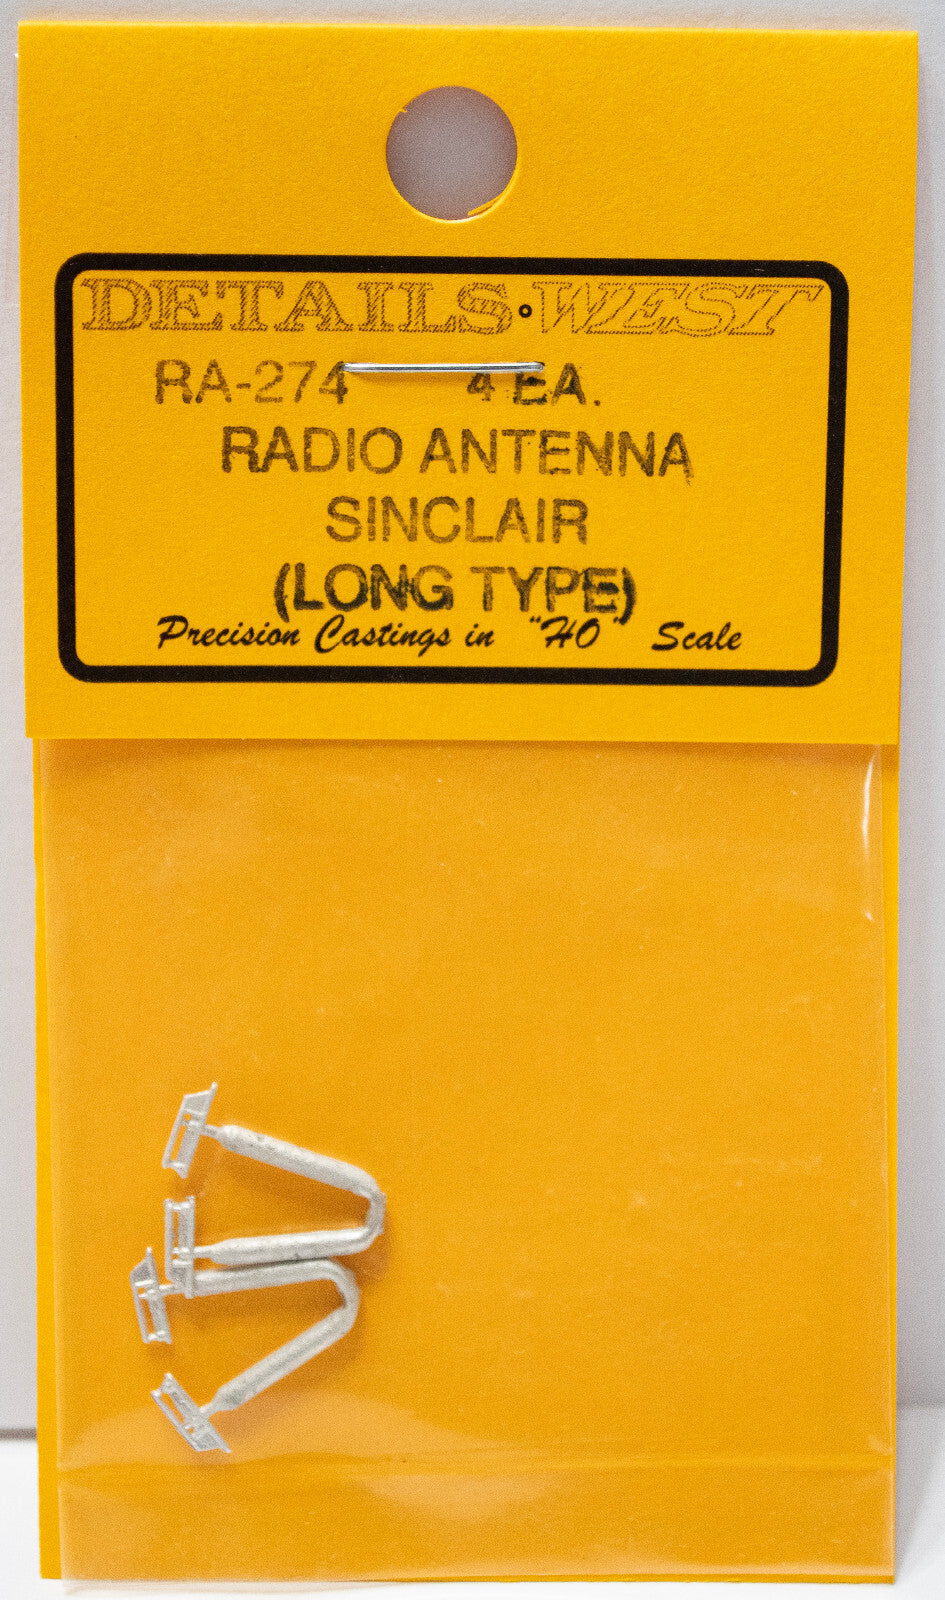 DETAILS • WEST
RA-274 4 EA.
RADIO ANTENNA
SINCLAIR
(LONG TYPE)
Precision Castings in "HO" Scale